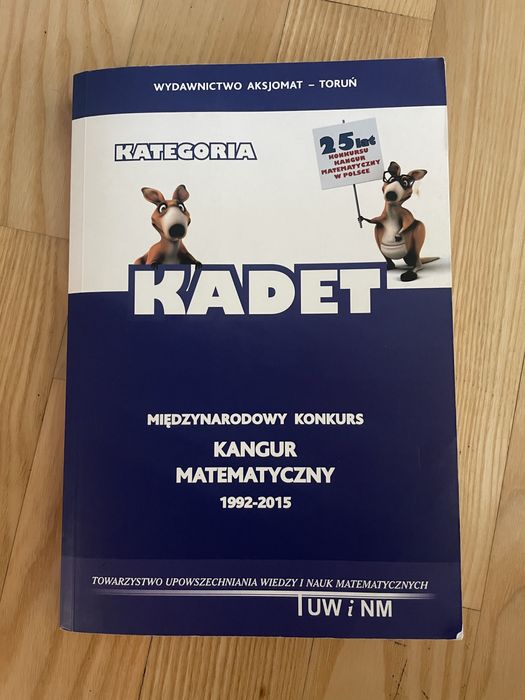 WYDAWNICTWO AKSJOMAT – TORUŃ
KATEGORIA
25 lat
KONKURSU
KANGUR
MATEMATYCZNY
W POLSCE
KADET
MIĘDZYNARODOWY KONKURS
KANGUR
MATEMATYCZNY
1992-2015
TOWARZYSTWO UPOWSZECHNIANIA WIEDZY I NAUK MATEMATYCZNYCH
TUW i NM